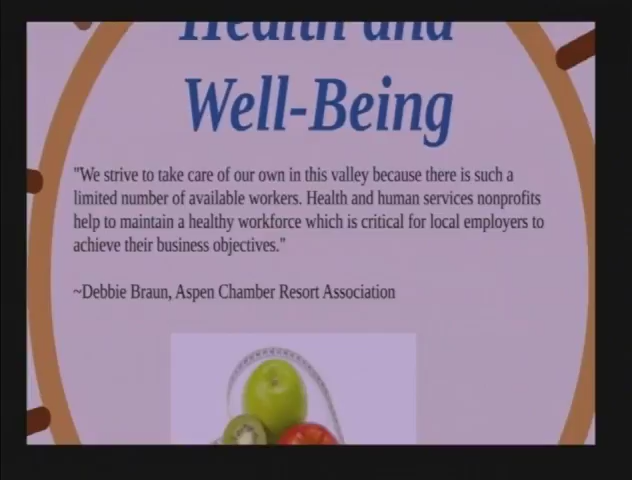 Health and
Well-Being
"We strive to take care of our own in this valley because there is such a
limited number of available workers. Health and human services nonprofits
help to maintain a healthy workforce which is critical for local employers to
achieve their business objectives."
~Debbie Braun, Aspen Chamber Resort Association